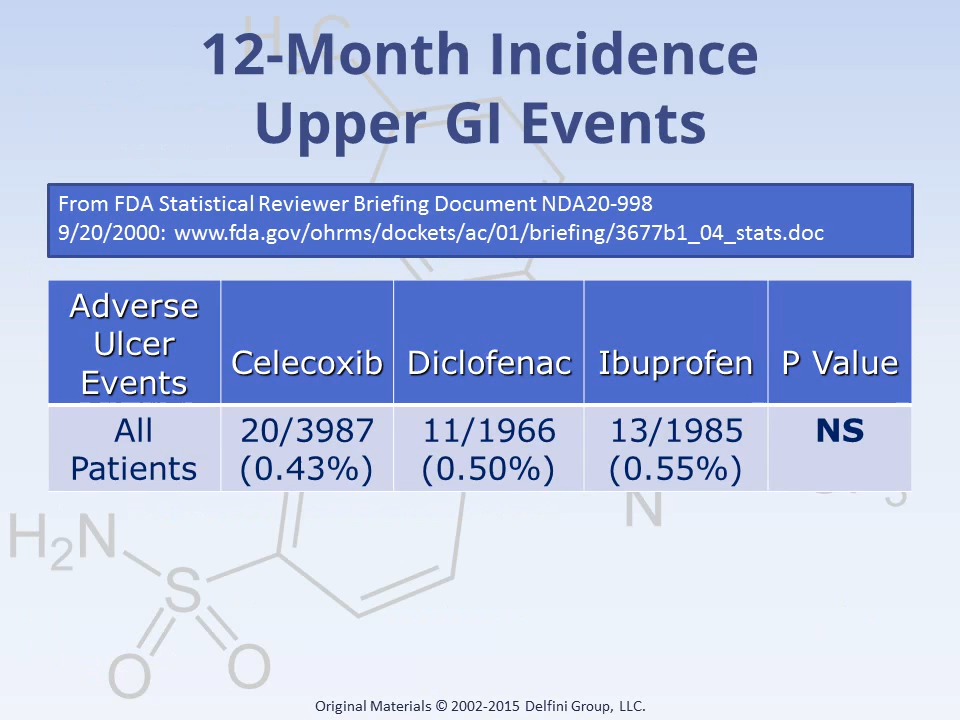 12-Month Incidence
Upper GI Events
From FDA Statistical Reviewer Briefing Document NDA20-998
9/20/2000: www.fda.gov/ohrms/dockets/ac/01/briefing/3677b1_04_stats.doc
Adverse
Ulcer
Events
Celecoxib
Diclofenac
Ibuprofen
P Value
All
Patients
20/3987
(0.43%)
11/1966
(0.50%)
13/1985
(0.55%)
NS
H₃C
N
3
H₂N
S
O
O
Original Materials © 2002-2015 Delfini Group, LLC.